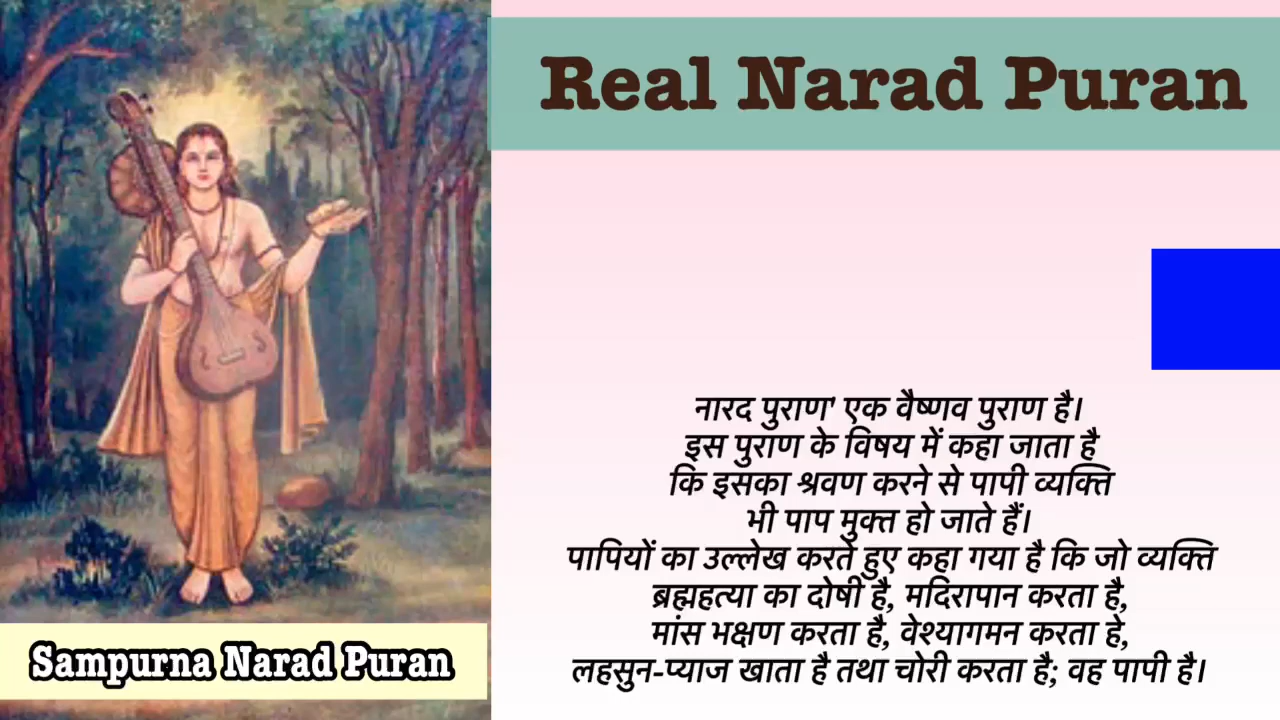 Real Narad Puran
नारद पुराण' एक वैष्णव पुराण है।
इस पुराण के विषय में कहा जाता है
कि इसका श्रवण करने से पापी व्यक्ति
भी पाप मुक्त हो जाते हैं।
पापियों का उल्लेख करते हुए कहा गया है कि जो व्यक्ति
ब्रह्महत्या का दोषी है, मदिरापान करता है,
मांस भक्षण करता है, वेश्यागमन करता हे,
लहसुन-प्याज खाता है तथा चोरी करता है; वह पापी है।
Sampurna Narad Puran